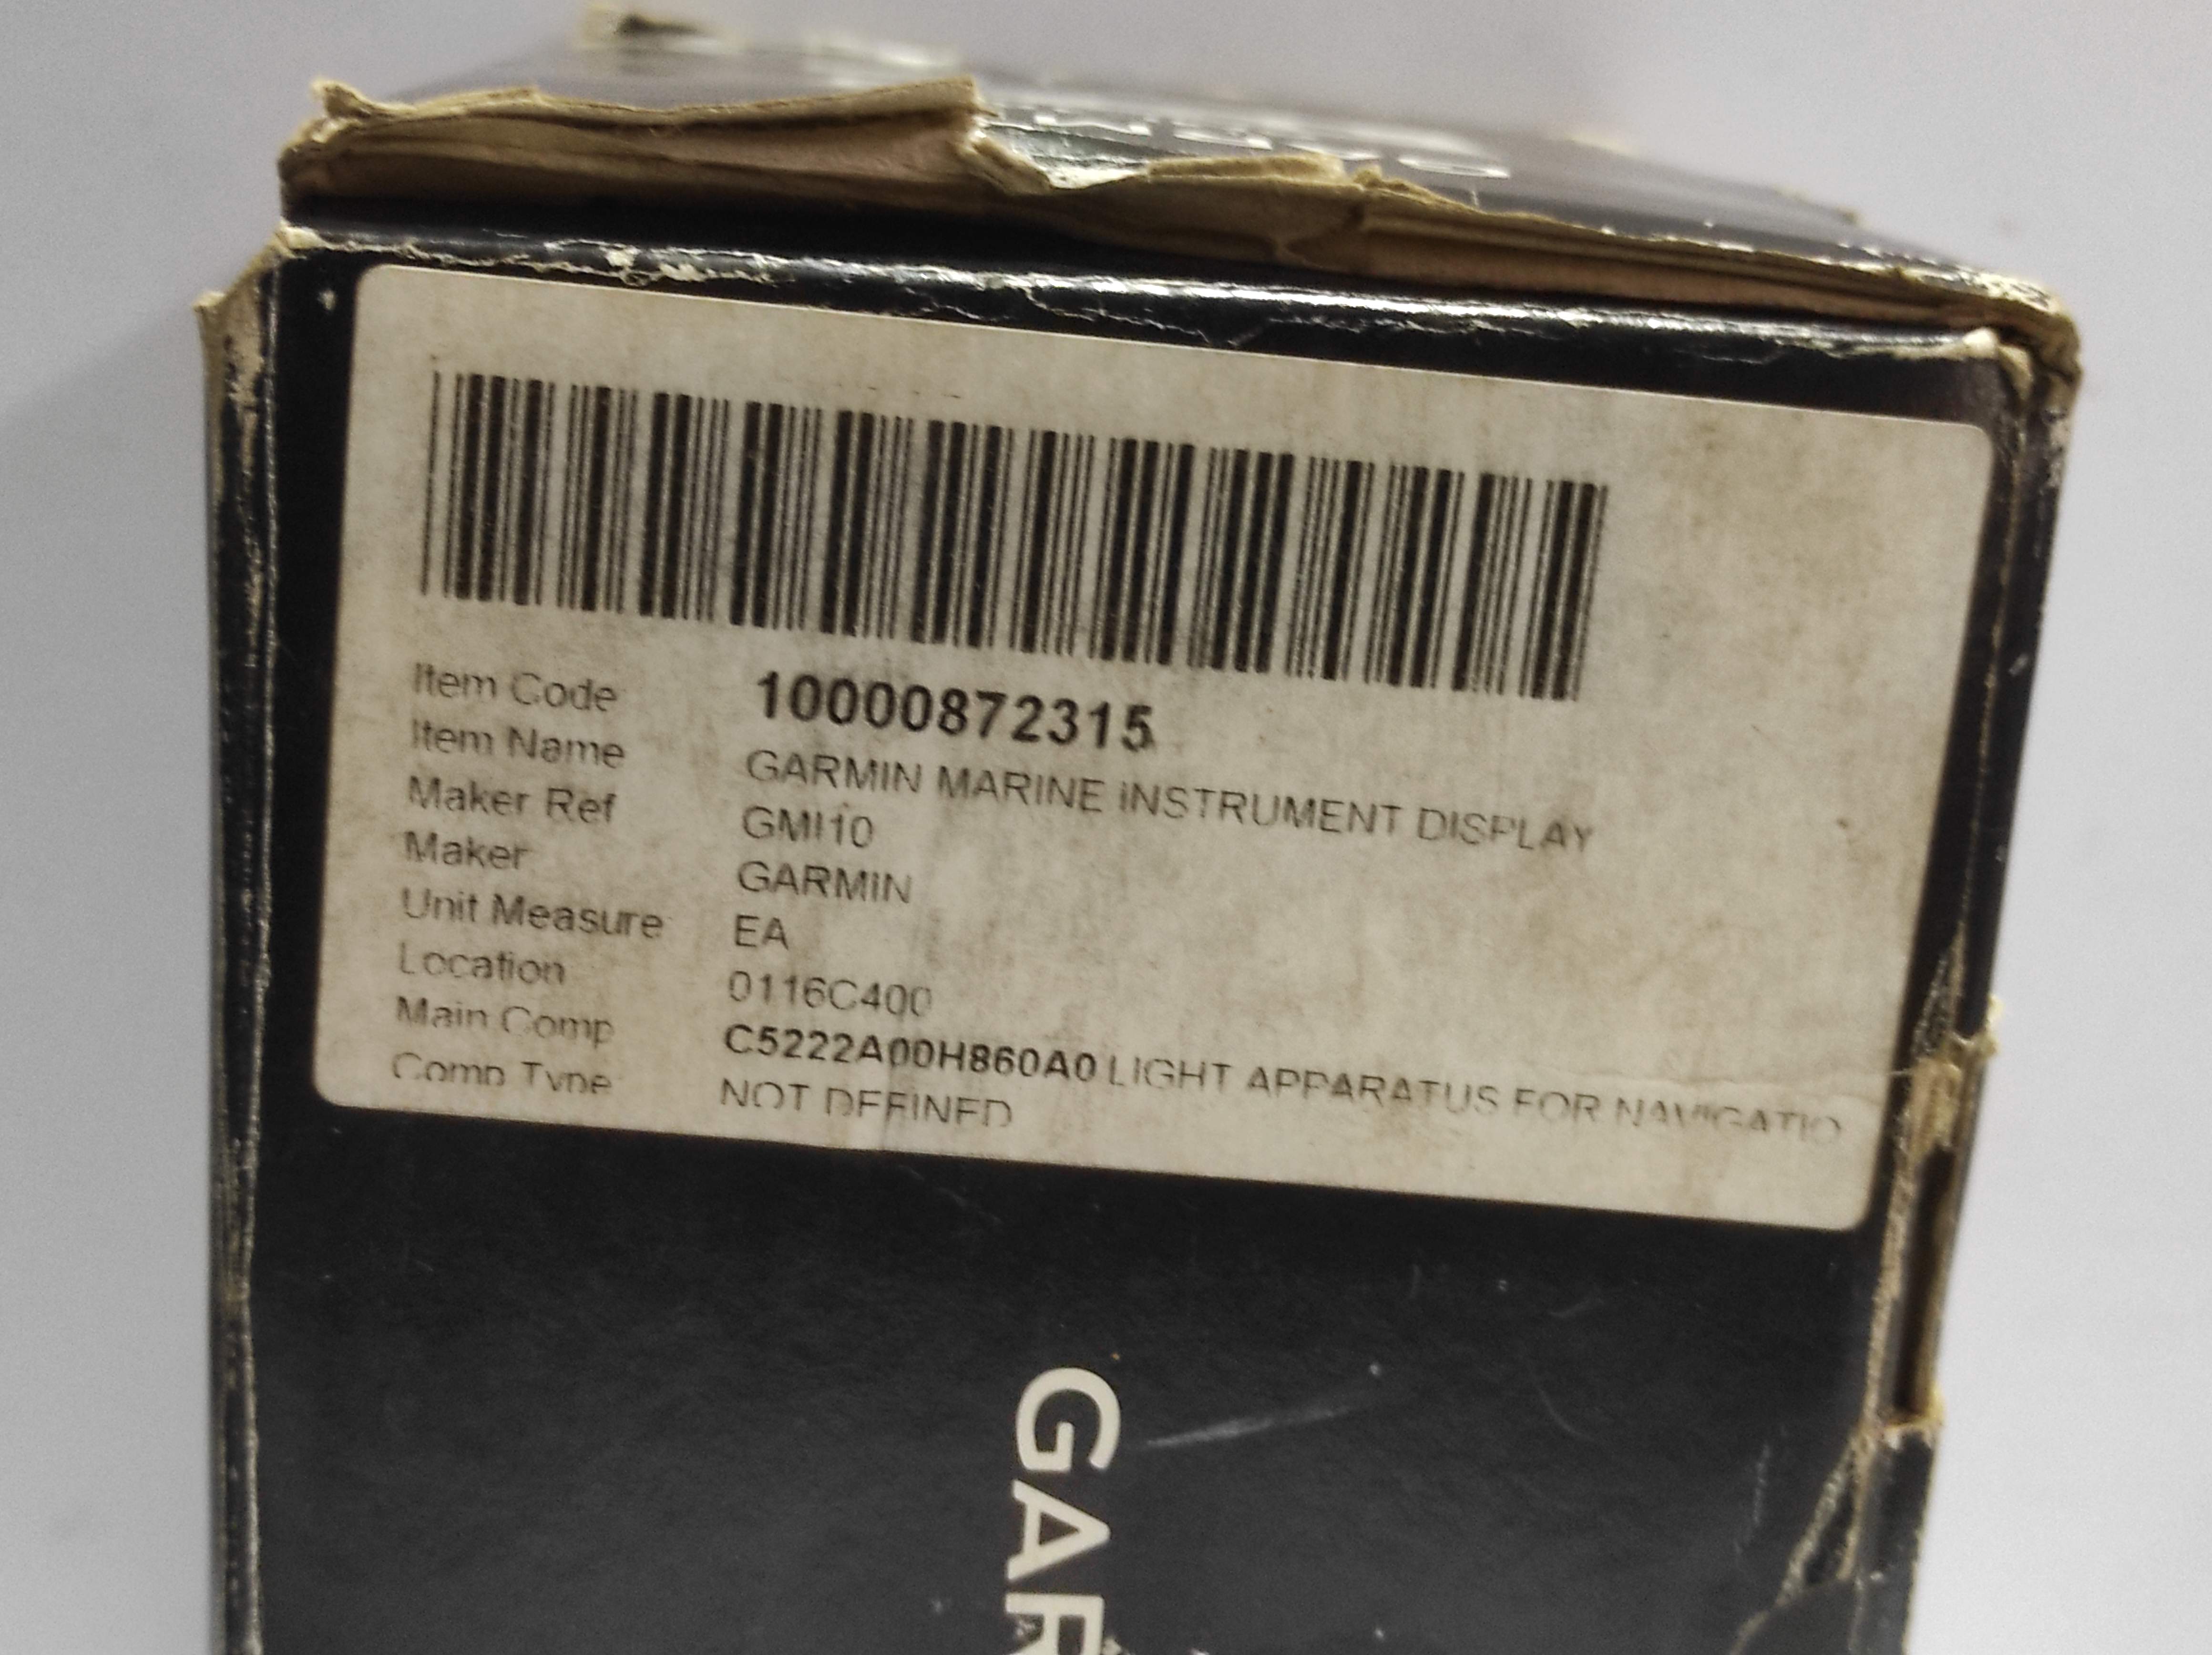 Item Code 10000872315
Item Name GARMIN MARINE INSTRUMENT DISPLAY
Maker Ref GMI10
Maker GARMIN
Unit Measure EA
Location 0116C400
Main Comp C5222A00H860A0 LIGHT APPARATUS FOR NAVIGATIO
Comp Type NOT DEFINED
GAR